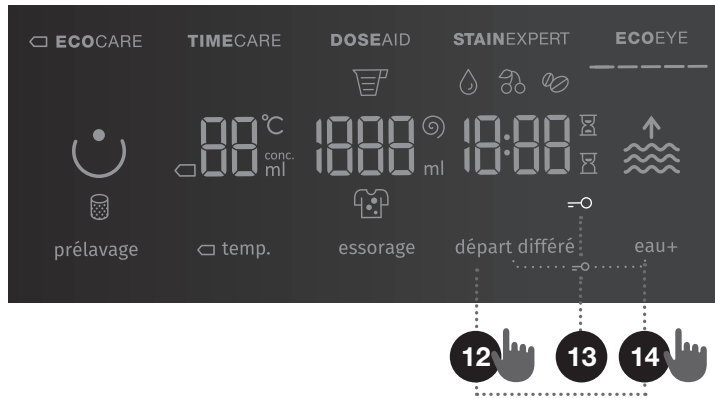 ECOCARE TIMECARE DOSEAID STAINEXPERT ECOEYE
88 °C conc. ml 1888 ml 18:88
prélavage temp. essorage départ différé eau+
12 13 14